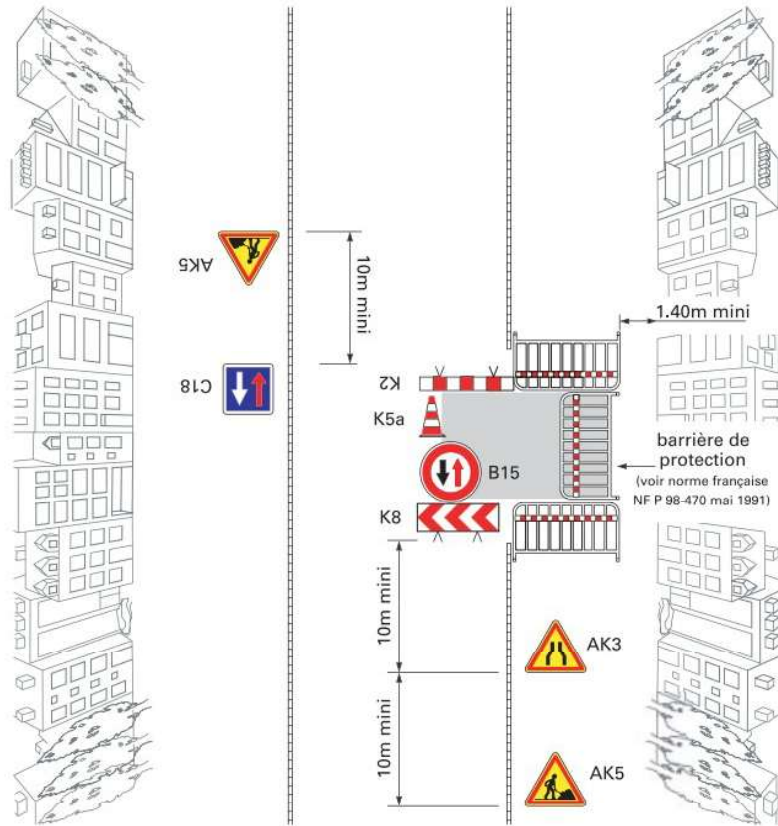 AK5
10m mini
1.40m mini
C18
K2
K5a
B15
barrière de
protection
(voir norme française
NF P 98-470 mai 1991)
K8
10m mini
AK3
10m mini
AK5